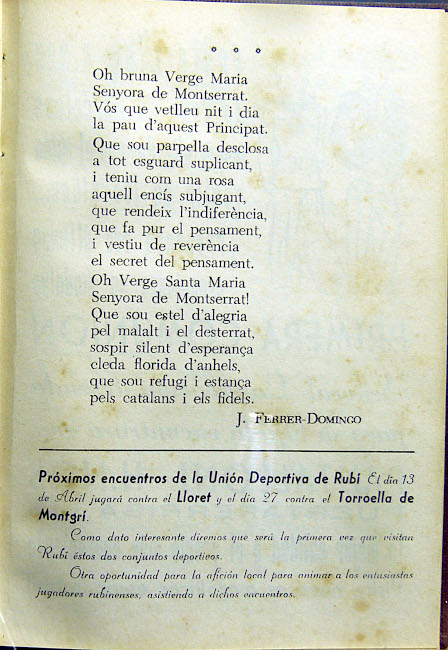 Oh bruna Verge Maria
Senyora de Montserrat.
Vós que vetlleu nit i dia
la pau d'aquest Principat.
Que sou parpella desclosa
a tot esguard suplicant,
i teniu com una rosa
aquell encís subjugant,
que rendeix l'indiferència,
que fa pur el pensament,
i vestiu de reverència
el secret del pensament.
Oh Verge Santa Maria
Senyora de Montserrat!
Que sou estel d'alegria
pel malalt i el desterrat,
sospir silent d'esperança
cleda florida d'anhels,
que sou refugi i estança
pels catalans i els fidels.
J. FERRER-DOMINGO
Próximos encuentros de la Unión Deportiva de Rubí El día 13
de Abril jugará contra el Lloret y el día 27 contra el Torroella de
Montgrí.
Como dato interesante diremos que será la primera vez que visitan
Rubí éstos dos conjuntos deportivos.
Otra oportunidad para la afición local para animar a los entusiastas
jugadores rubinenses, asistiendo a dichos encuentros.